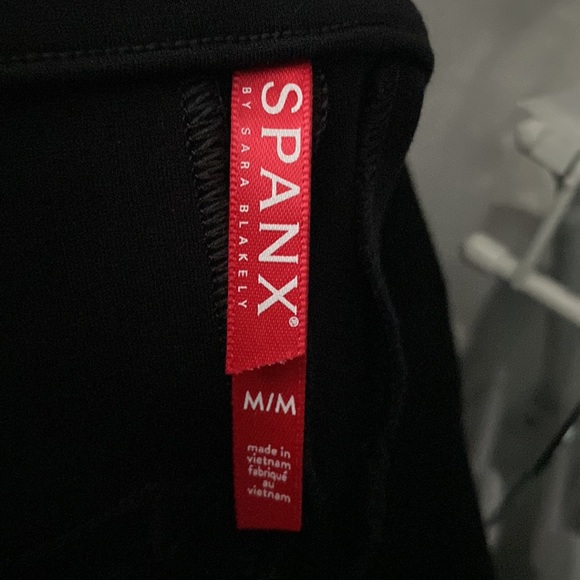 SPANX®
BY SARA BLAKELY
M/M
made in
vietnam
fabriqué
au
vietnam